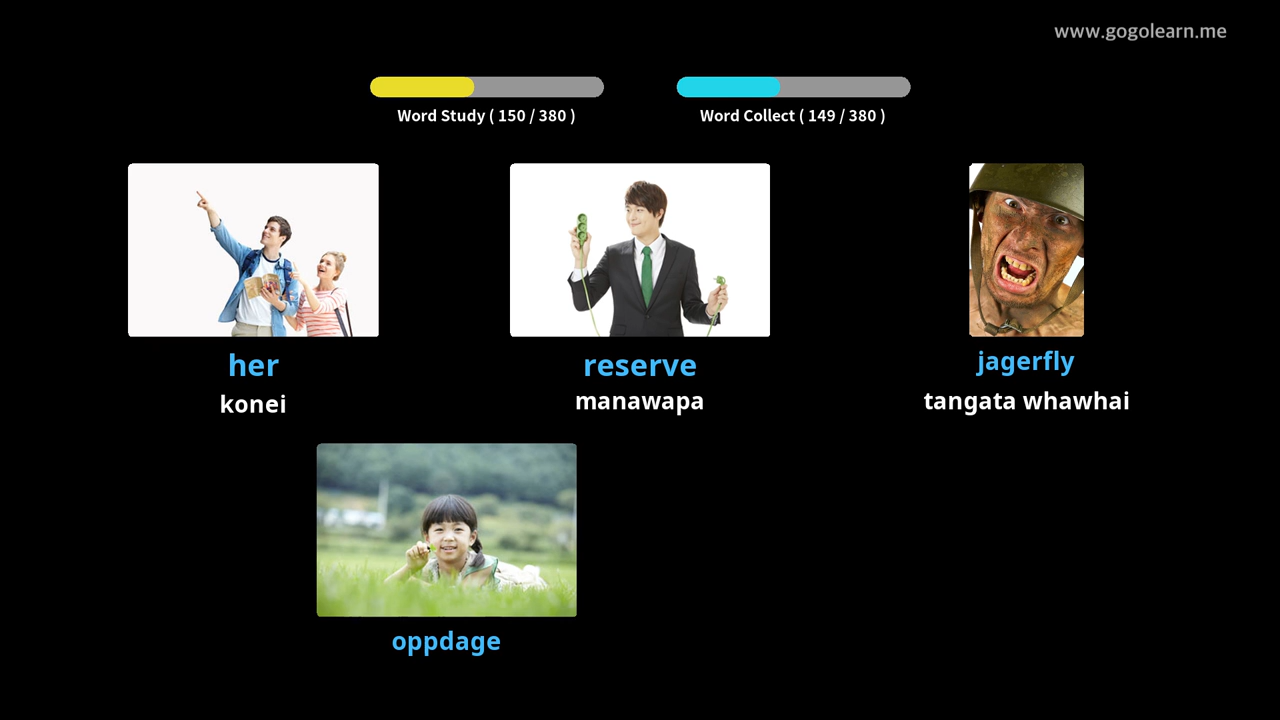 www.gogolearn.me
Word Study ( 150 / 380 )
Word Collect ( 149 / 380 )
her
konei
reserve
manawapa
jagerfly
tangata whawhai
oppdage